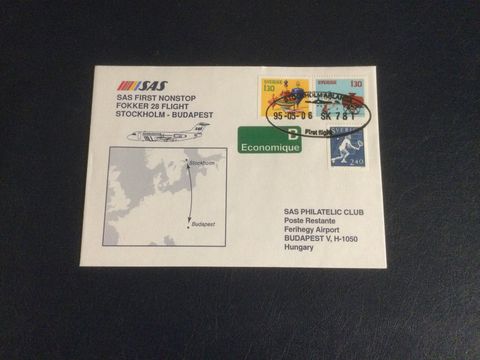 SAS
SAS FIRST NONSTOP
FOKKER 28 FLIGHT
STOCKHOLM - BUDAPEST
SVERIGE
130
SVERIGE
130
95-05-06 SK 781
First flight
SVERIGE
240
B
Economique
Stockholm
Budapest
SAS PHILATELIC CLUB
Poste Restante
Ferihegy Airport
BUDAPEST V, H-1050
Hungary